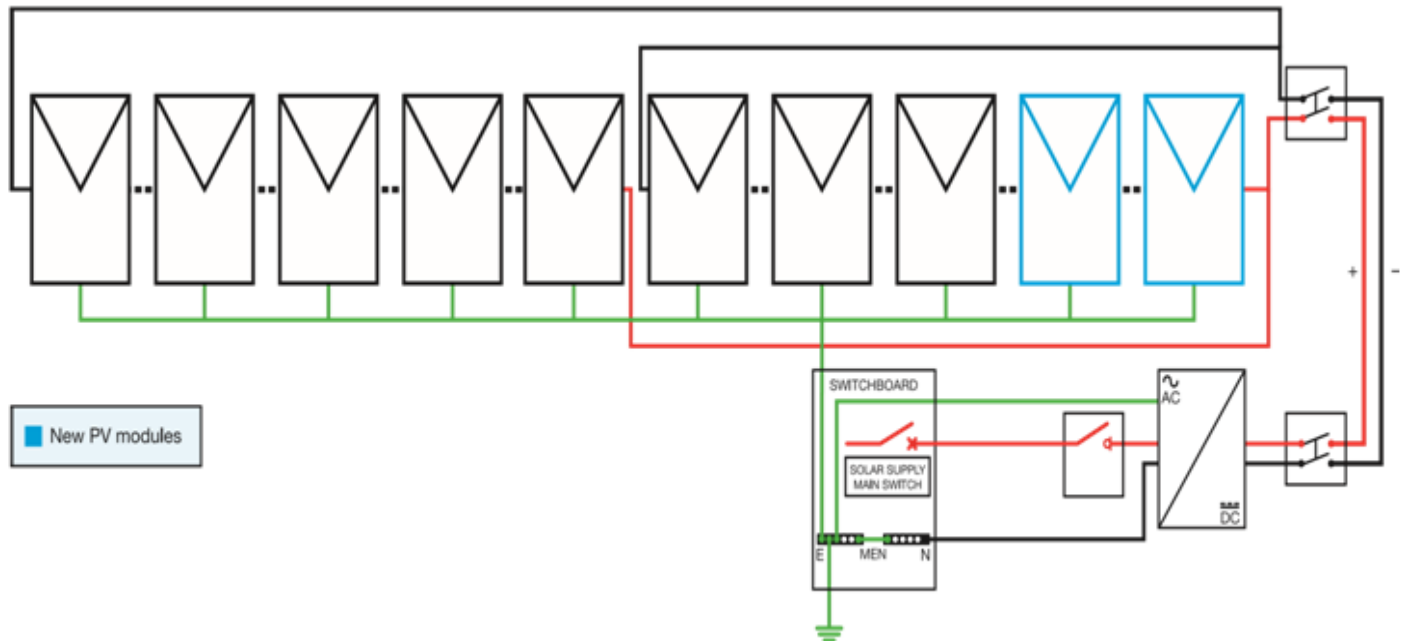 +
-
SWITCHBOARD
AC
New PV modules
SOLAR SUPPLY
MAIN SWITCH
DC
E
MEN
N